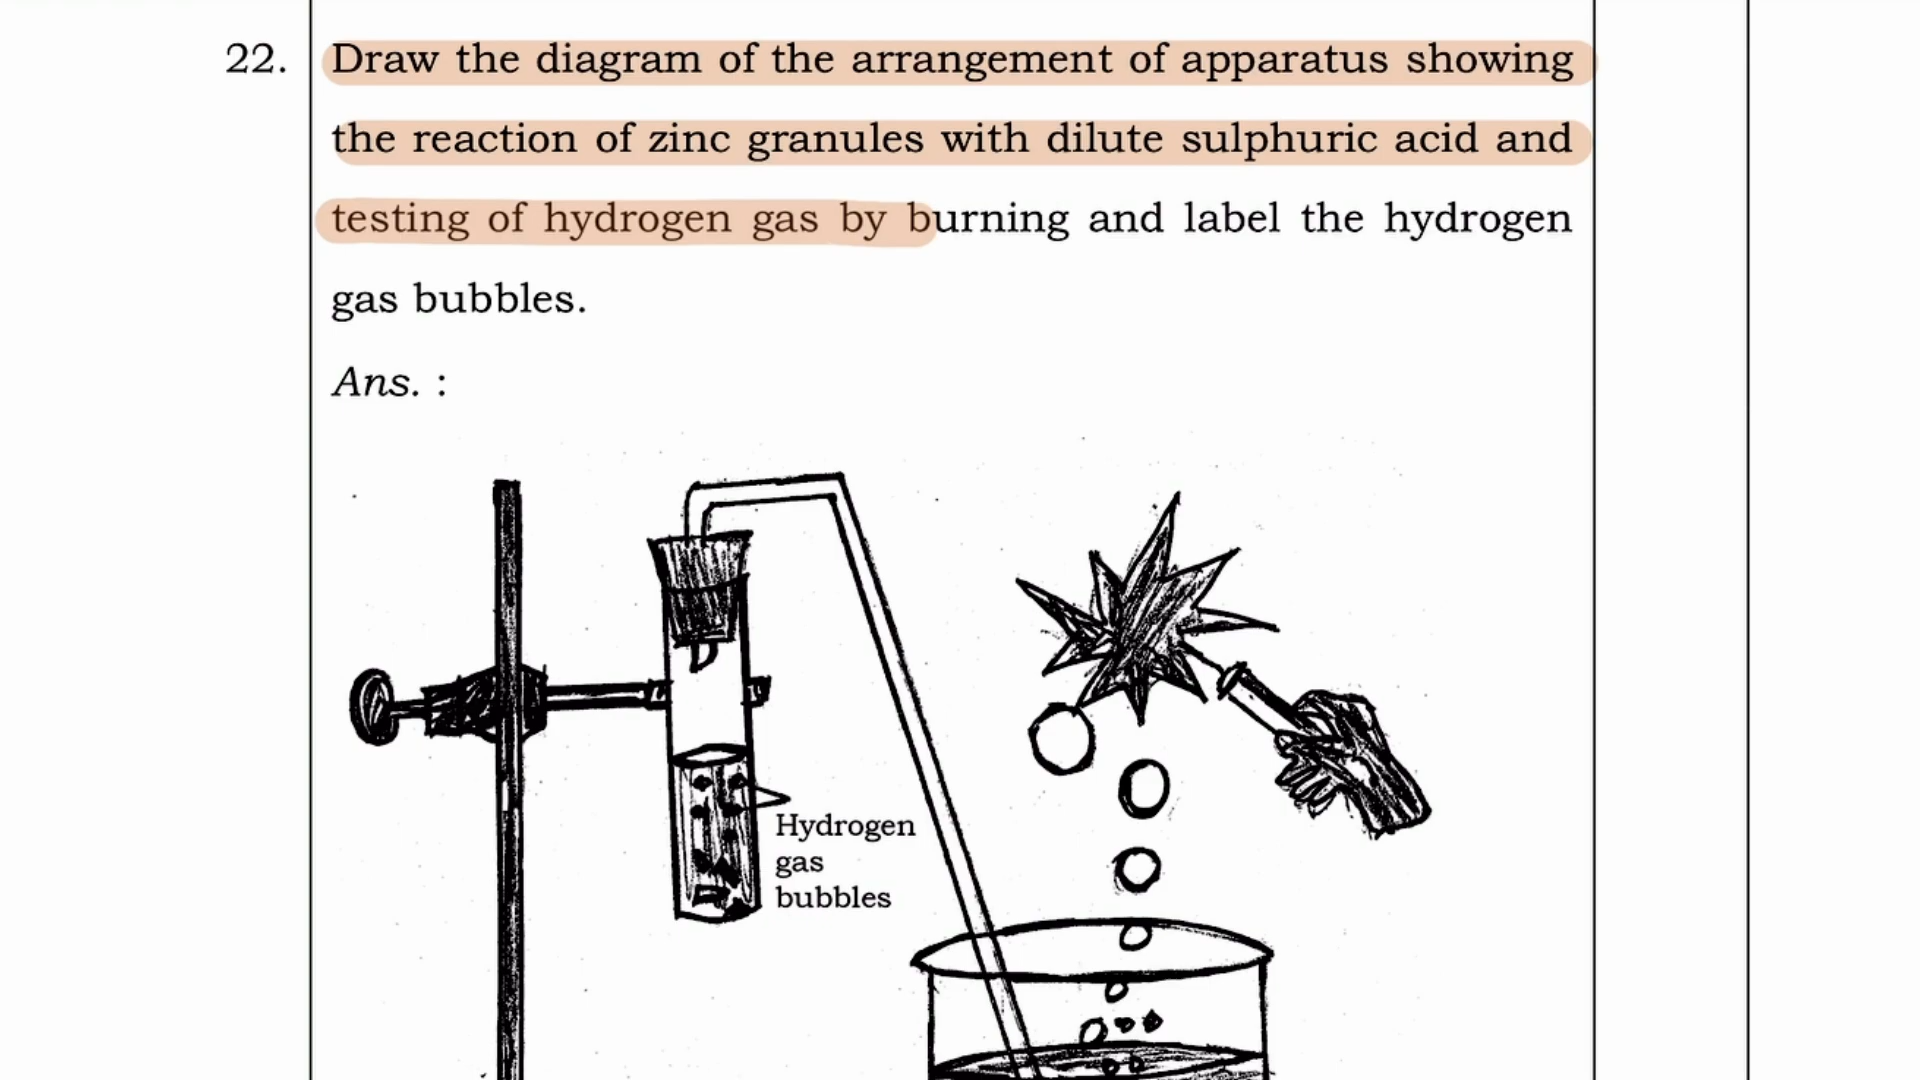 22. Draw the diagram of the arrangement of apparatus showing
the reaction of zinc granules with dilute sulphuric acid and
testing of hydrogen gas by burning and label the hydrogen
gas bubbles.
Ans. :
Hydrogen
gas
bubbles